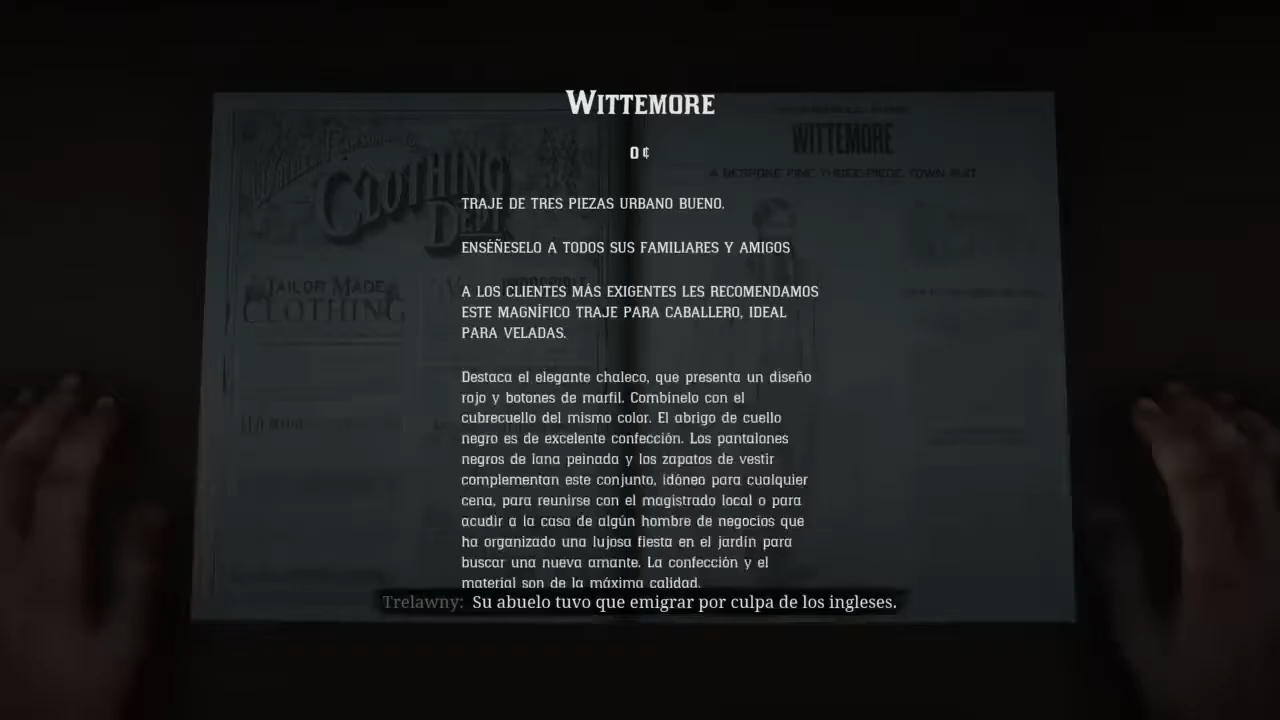 WITTEMORE
0 ¢
TRAJE DE TRES PIEZAS URBANO BUENO.
ENSÉÑESELO A TODOS SUS FAMILIARES Y AMIGOS
A LOS CLIENTES MÁS EXIGENTES LES RECOMENDAMOS
ESTE MAGNÍFICO TRAJE PARA CABALLERO, IDEAL
PARA VELADAS.
Destaca el elegante chaleco, que presenta un diseño
rojo y botones de marfil. Combínelo con el
cubrecuello del mismo color. El abrigo de cuello
negro es de excelente confección. Los pantalones
negros de lana peinada y los zapatos de vestir
complementan este conjunto, idóneo para cualquier
cena, para reunirse con el magistrado local o para
acudir a la casa de algún hombre de negocios que
ha organizado una lujosa fiesta en el jardín para
buscar una nueva amante. La confección y el
material son de la máxima calidad.
Trelawny: Su abuelo tuvo que emigrar por culpa de los ingleses.
CLOTHING
DEPT
TAILOR MADE
CLOTHING
WITTEMORE
A BESPOKE FINE THREE-PIECE TOWN SUIT